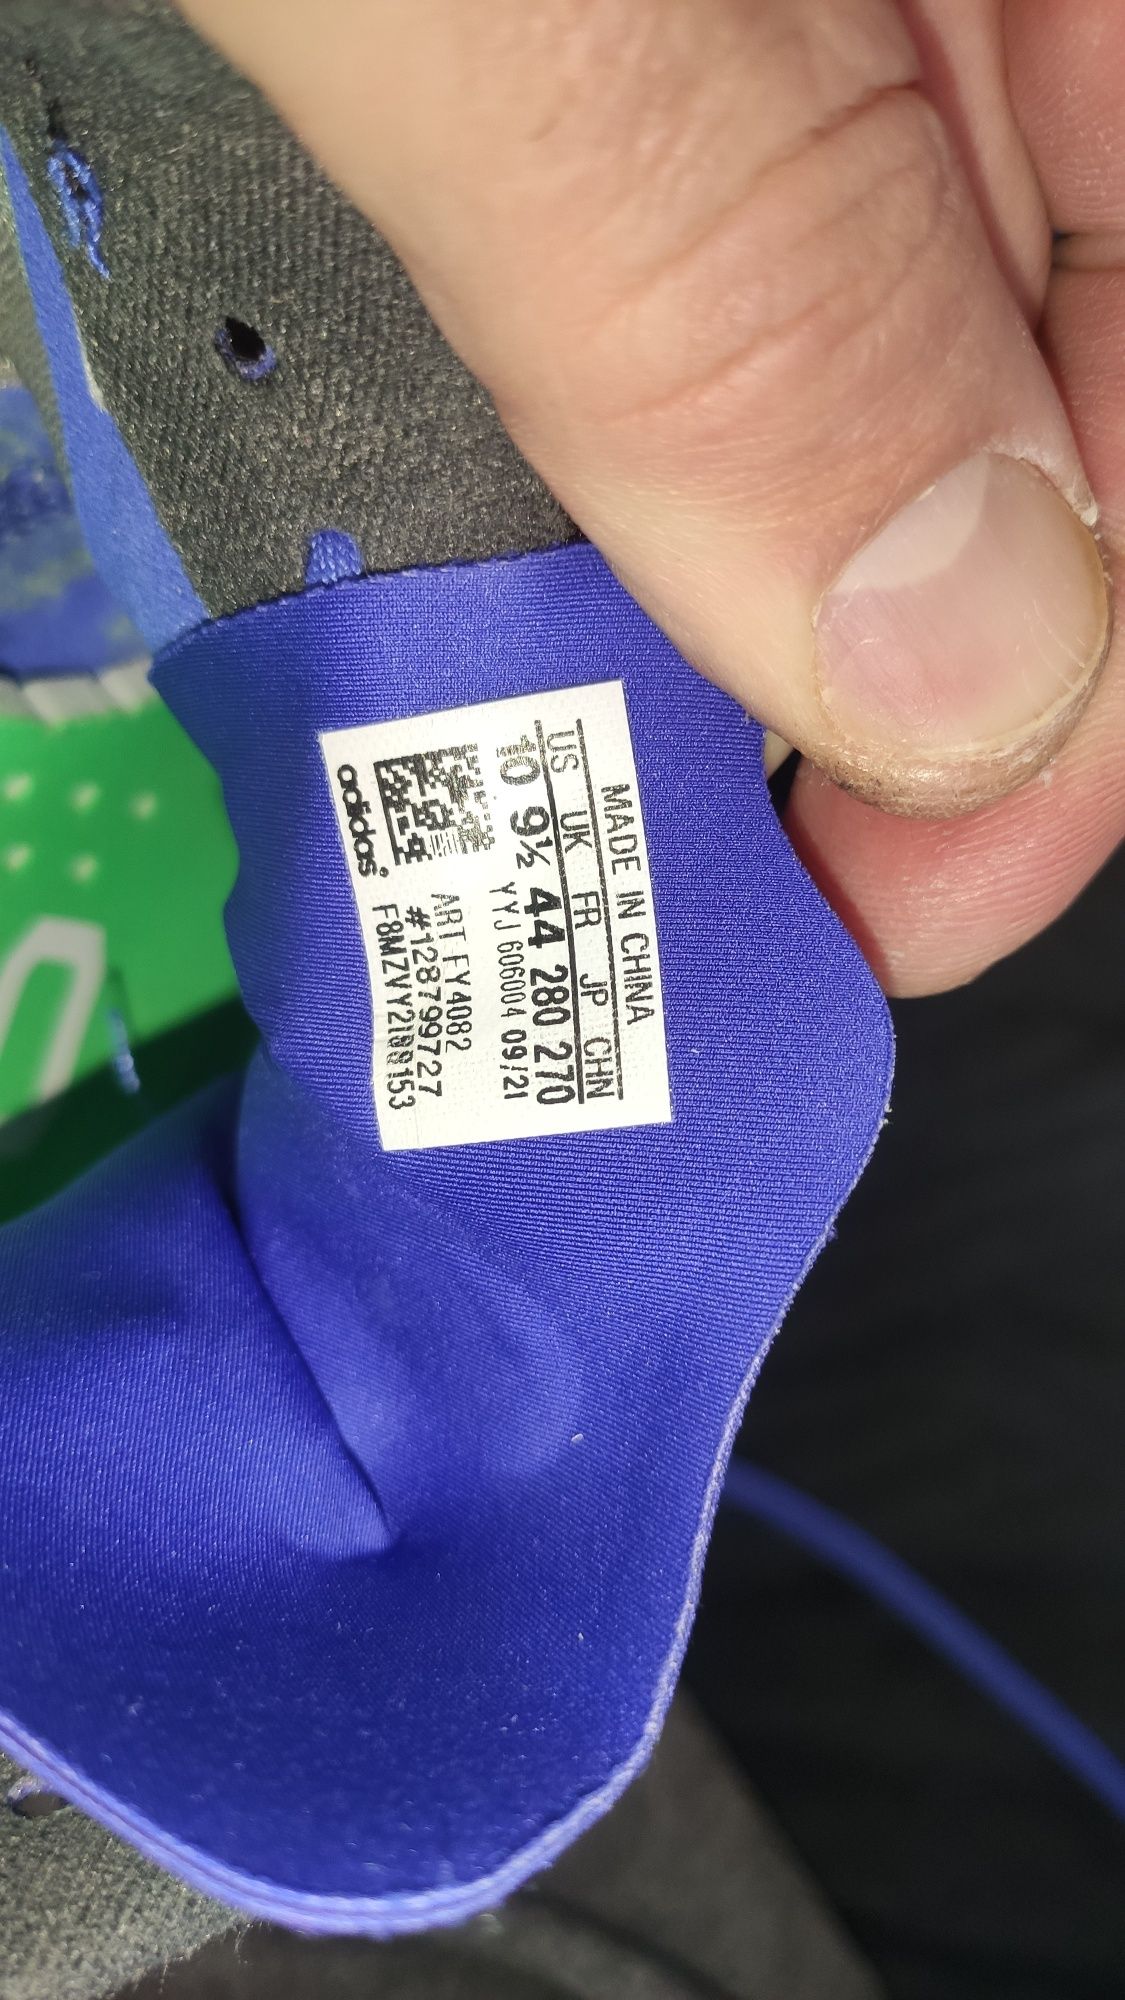 MADE IN CHINA
US UK FR JP CHN
10 9½ 44 280 270
YYJ 606004 09/21
ART FY4082
#128799727
adidas